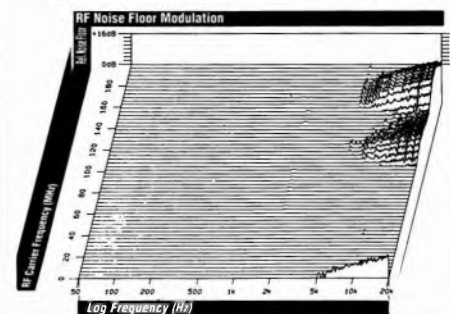 RF Noise Floor Modulation
+16dB
Rel. Noise Floor
0dB
180
160
140
120
100
80
60
40
20
0
RF Carrier Frequency (MHz)
50 100 200 500 1k 2k 5k 10k 20k
Log Frequency (Hz)